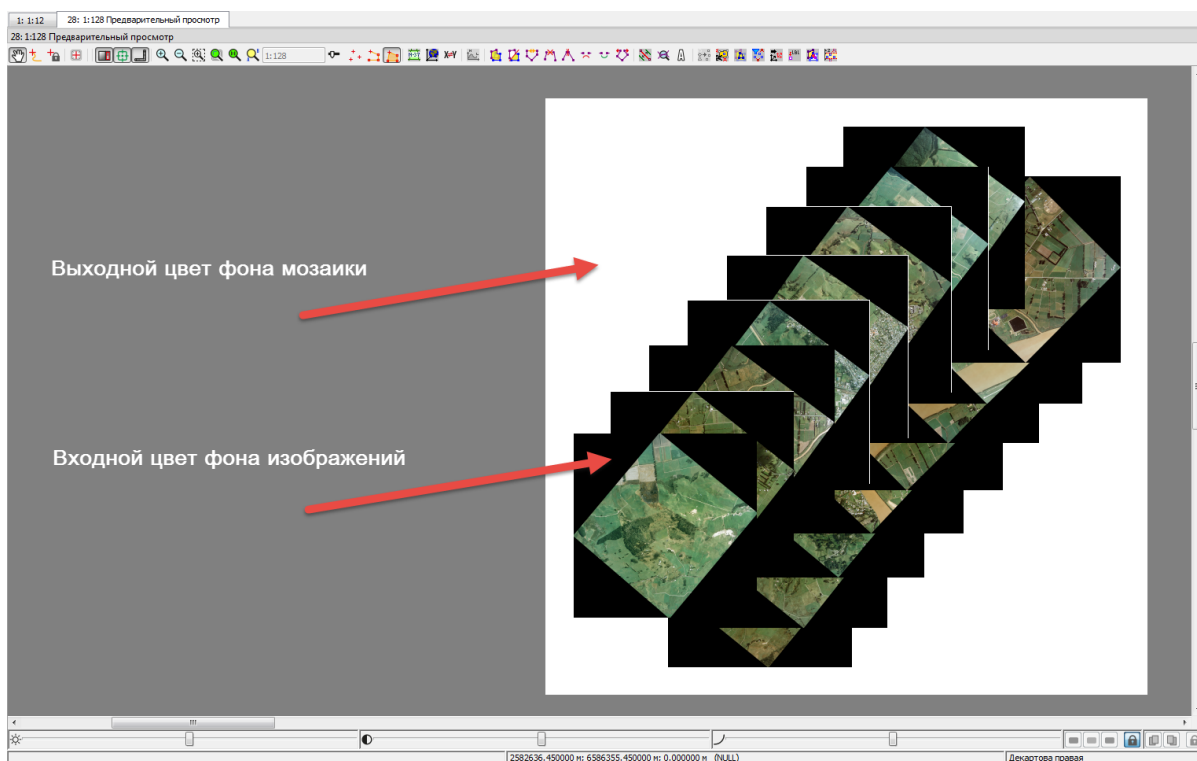 1: 1:12
28: 1:128 Предварительный просмотр
28: 1:128 Предварительный просмотр
1:128
Выходной цвет фона мозаики
Входной цвет фона изображений
2582636.450000 м: 6586355.450000 м: 0.000000 м (NULL)
Декартова правая